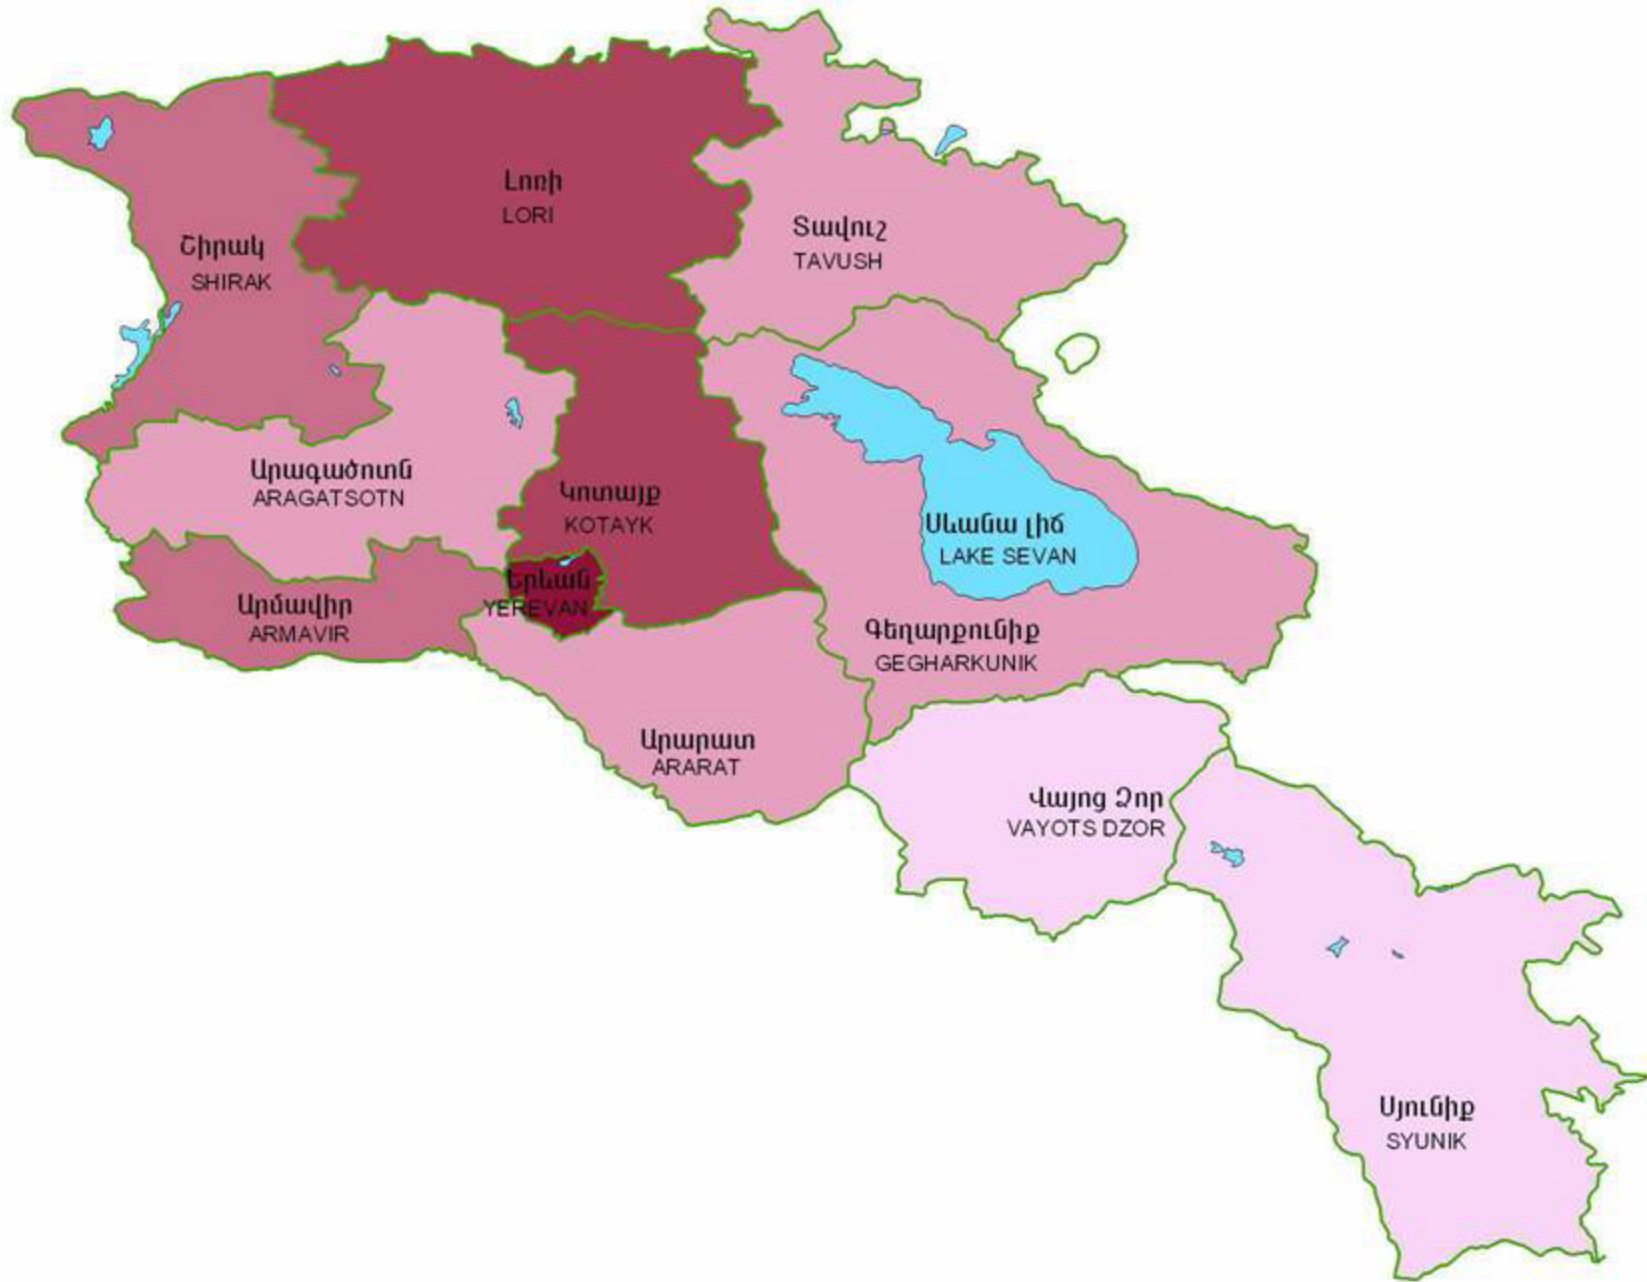 Լոռի
LORI
Շիրակ
SHIRAK
Տավուշ
TAVUSH
Արագածոտն
ARAGATSOTN
Կոտայք
KOTAYK
Սևանա լիճ
LAKE SEVAN
Երևան
YEREVAN
Արմավիր
ARMAVIR
Գեղարքունիք
GEGHARKUNIK
Արարատ
ARARAT
Վայոց Ձոր
VAYOTS DZOR
Սյունիք
SYUNIK